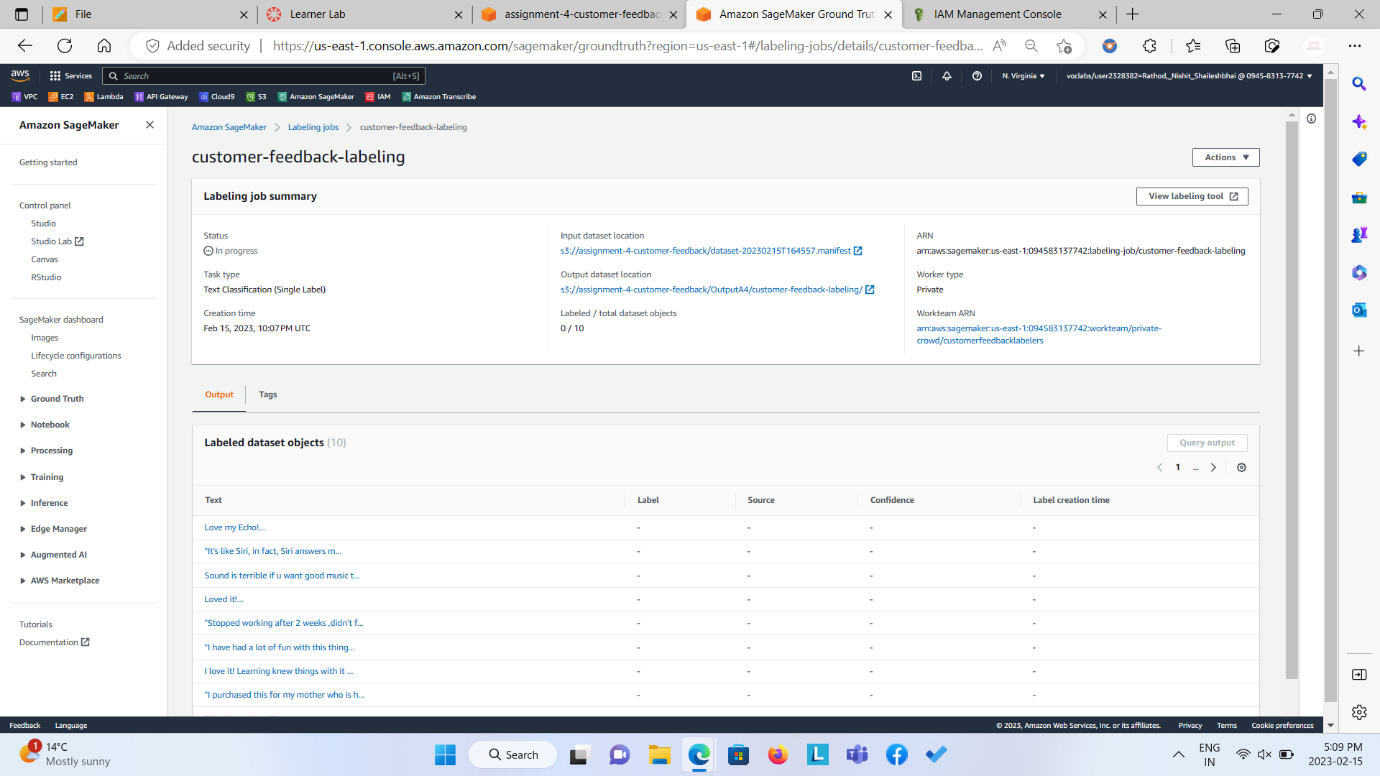 File
Learner Lab
assignment-4-customer-feedbac
Amazon SageMaker Ground Trut
IAM Management Console
Added security
https://us-east-1.console.aws.amazon.com/sagemaker/groundtruth?region=us-east-1#/labeling-jobs/details/customer-feedba...
aws
Services
Search
[Alt+S]
N. Virginia
voclabs/user2328382=Rathod,_Nishit_Shaileshbhai @ 0945-8313-7742
VPC
EC2
Lambda
API Gateway
Cloud9
S3
Amazon SageMaker
IAM
Amazon Transcribe
Amazon SageMaker
Getting started
Control panel
Studio
Studio Lab
Canvas
RStudio
SageMaker dashboard
Images
Lifecycle configurations
Search
Ground Truth
Notebook
Processing
Training
Inference
Edge Manager
Augmented AI
AWS Marketplace
Tutorials
Documentation
Amazon SageMaker
Labeling jobs
customer-feedback-labeling
customer-feedback-labeling
Actions
Labeling job summary
View labeling tool
Status
In progress
Task type
Text Classification (Single Label)
Creation time
Feb 15, 2023, 10:07 PM UTC
Input dataset location
s3://assignment-4-customer-feedback/dataset-20230215T164557.manifest
Output dataset location
s3://assignment-4-customer-feedback/OutputA4/customer-feedback-labeling/
Labeled / total dataset objects
0 / 10
ARN
arn:aws:sagemaker:us-east-1:094583137742:labeling-job/customer-feedback-labeling
Worker type
Private
Workteam ARN
arn:aws:sagemaker:us-east-1:094583137742:workteam/private-
crowd/customerfeedbacklabelers
Output
Tags
Labeled dataset objects (10)
Query output
1 ...
Text Label Source Confidence Label creation time
Love my Echo!... - - - -
"It's like Siri, in fact, Siri answers m... - - - -
Sound is terrible if u want good music t... - - - -
Loved it!... - - - -
"Stopped working after 2 weeks ,didn't f... - - - -
"I have had a lot of fun with this thing... - - - -
I love it! Learning knew things with it ... - - - -
"I purchased this for my mother who is h... - - - -
Feedback
Language
© 2023, Amazon Web Services, Inc. or its affiliates.
Privacy
Terms
Cookie preferences
1
14°C
Mostly sunny
Search
ENG
IN
5:09 PM
2023-02-15